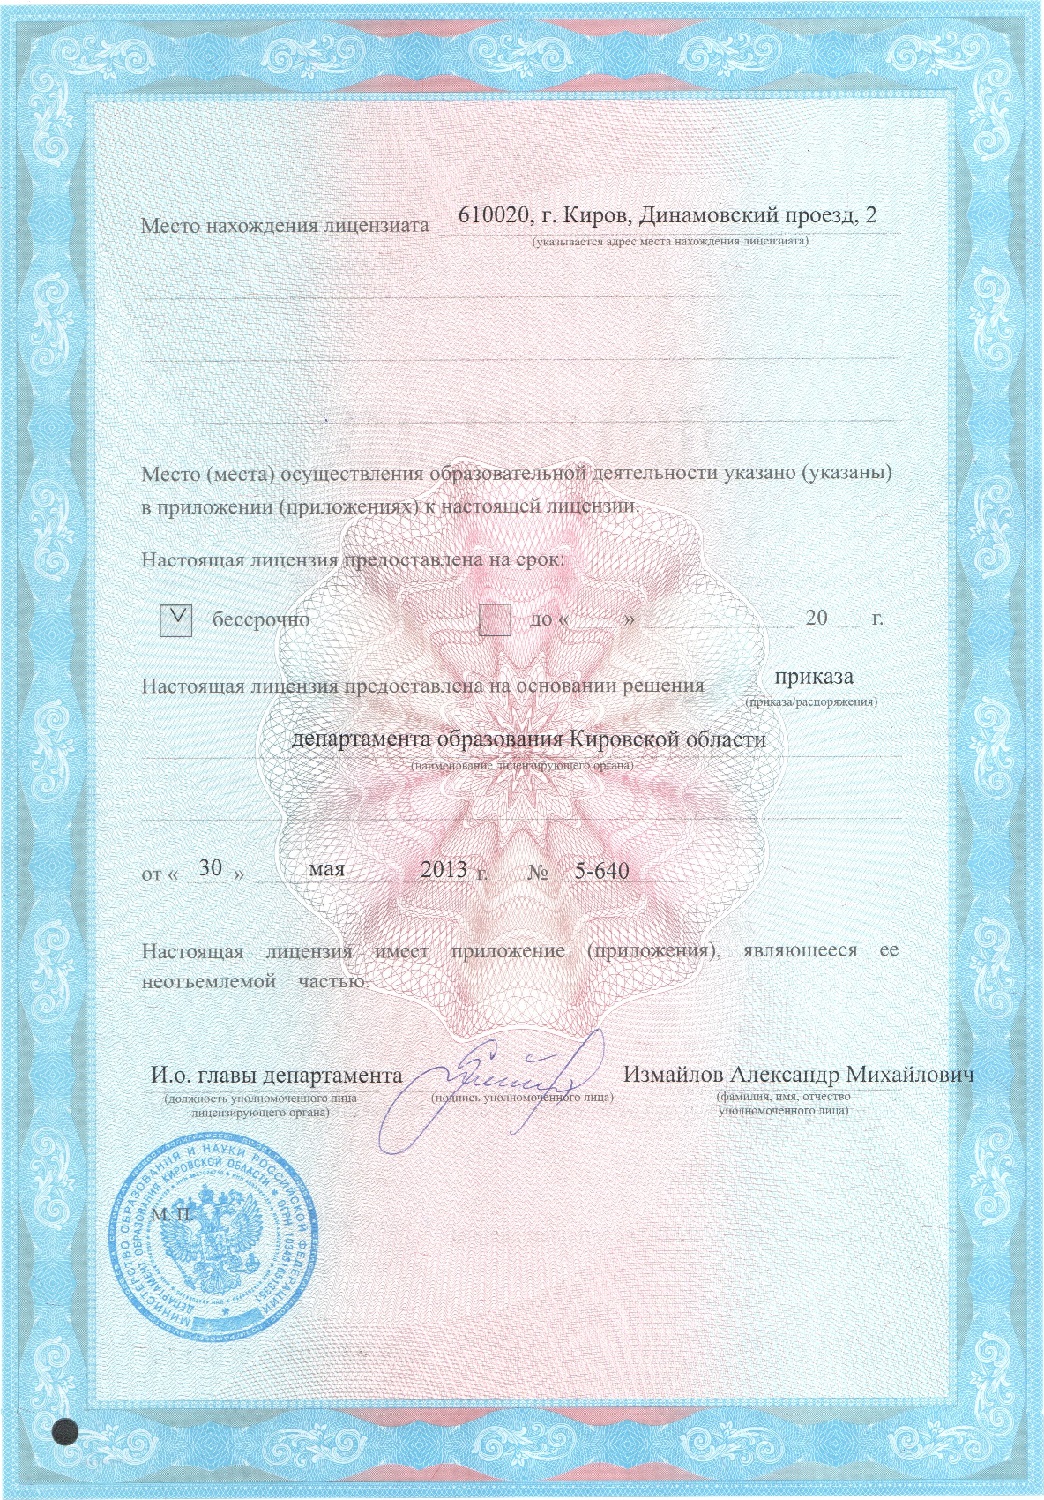 Место нахождения лицензиата 610020, г. Киров, Динамовский проезд, 2
(указывается адрес места нахождения лицензиата)
Место (места) осуществления образовательной деятельности указано (указаны)
в приложении (приложениях) к настоящей лицензии.
Настоящая лицензия предоставлена на срок:
V бессрочно до « » 20 г.
Настоящая лицензия предоставлена на основании решения приказа
(приказа/распоряжения)
департамента образования Кировской области
(наименование лицензирующего органа)
от « 30 » мая 2013 г. № 5-640
Настоящая лицензия имеет приложение (приложения), являющееся ее
неотъемлемой частью.
И.о. главы департамента Измайлов Александр Михайлович
(должность уполномоченного лица (подпись уполномоченного лица) (фамилия, имя, отчество
лицензирующего органа) уполномоченного лица)
М. П.
МИНИСТЕРСТВО ОБРАЗОВАНИЯ И НАУКИ РОССИЙСКОЙ ФЕДЕРАЦИИ
ДЕПАРТАМЕНТ ОБРАЗОВАНИЯ КИРОВСКОЙ ОБЛАСТИ * ОГРН